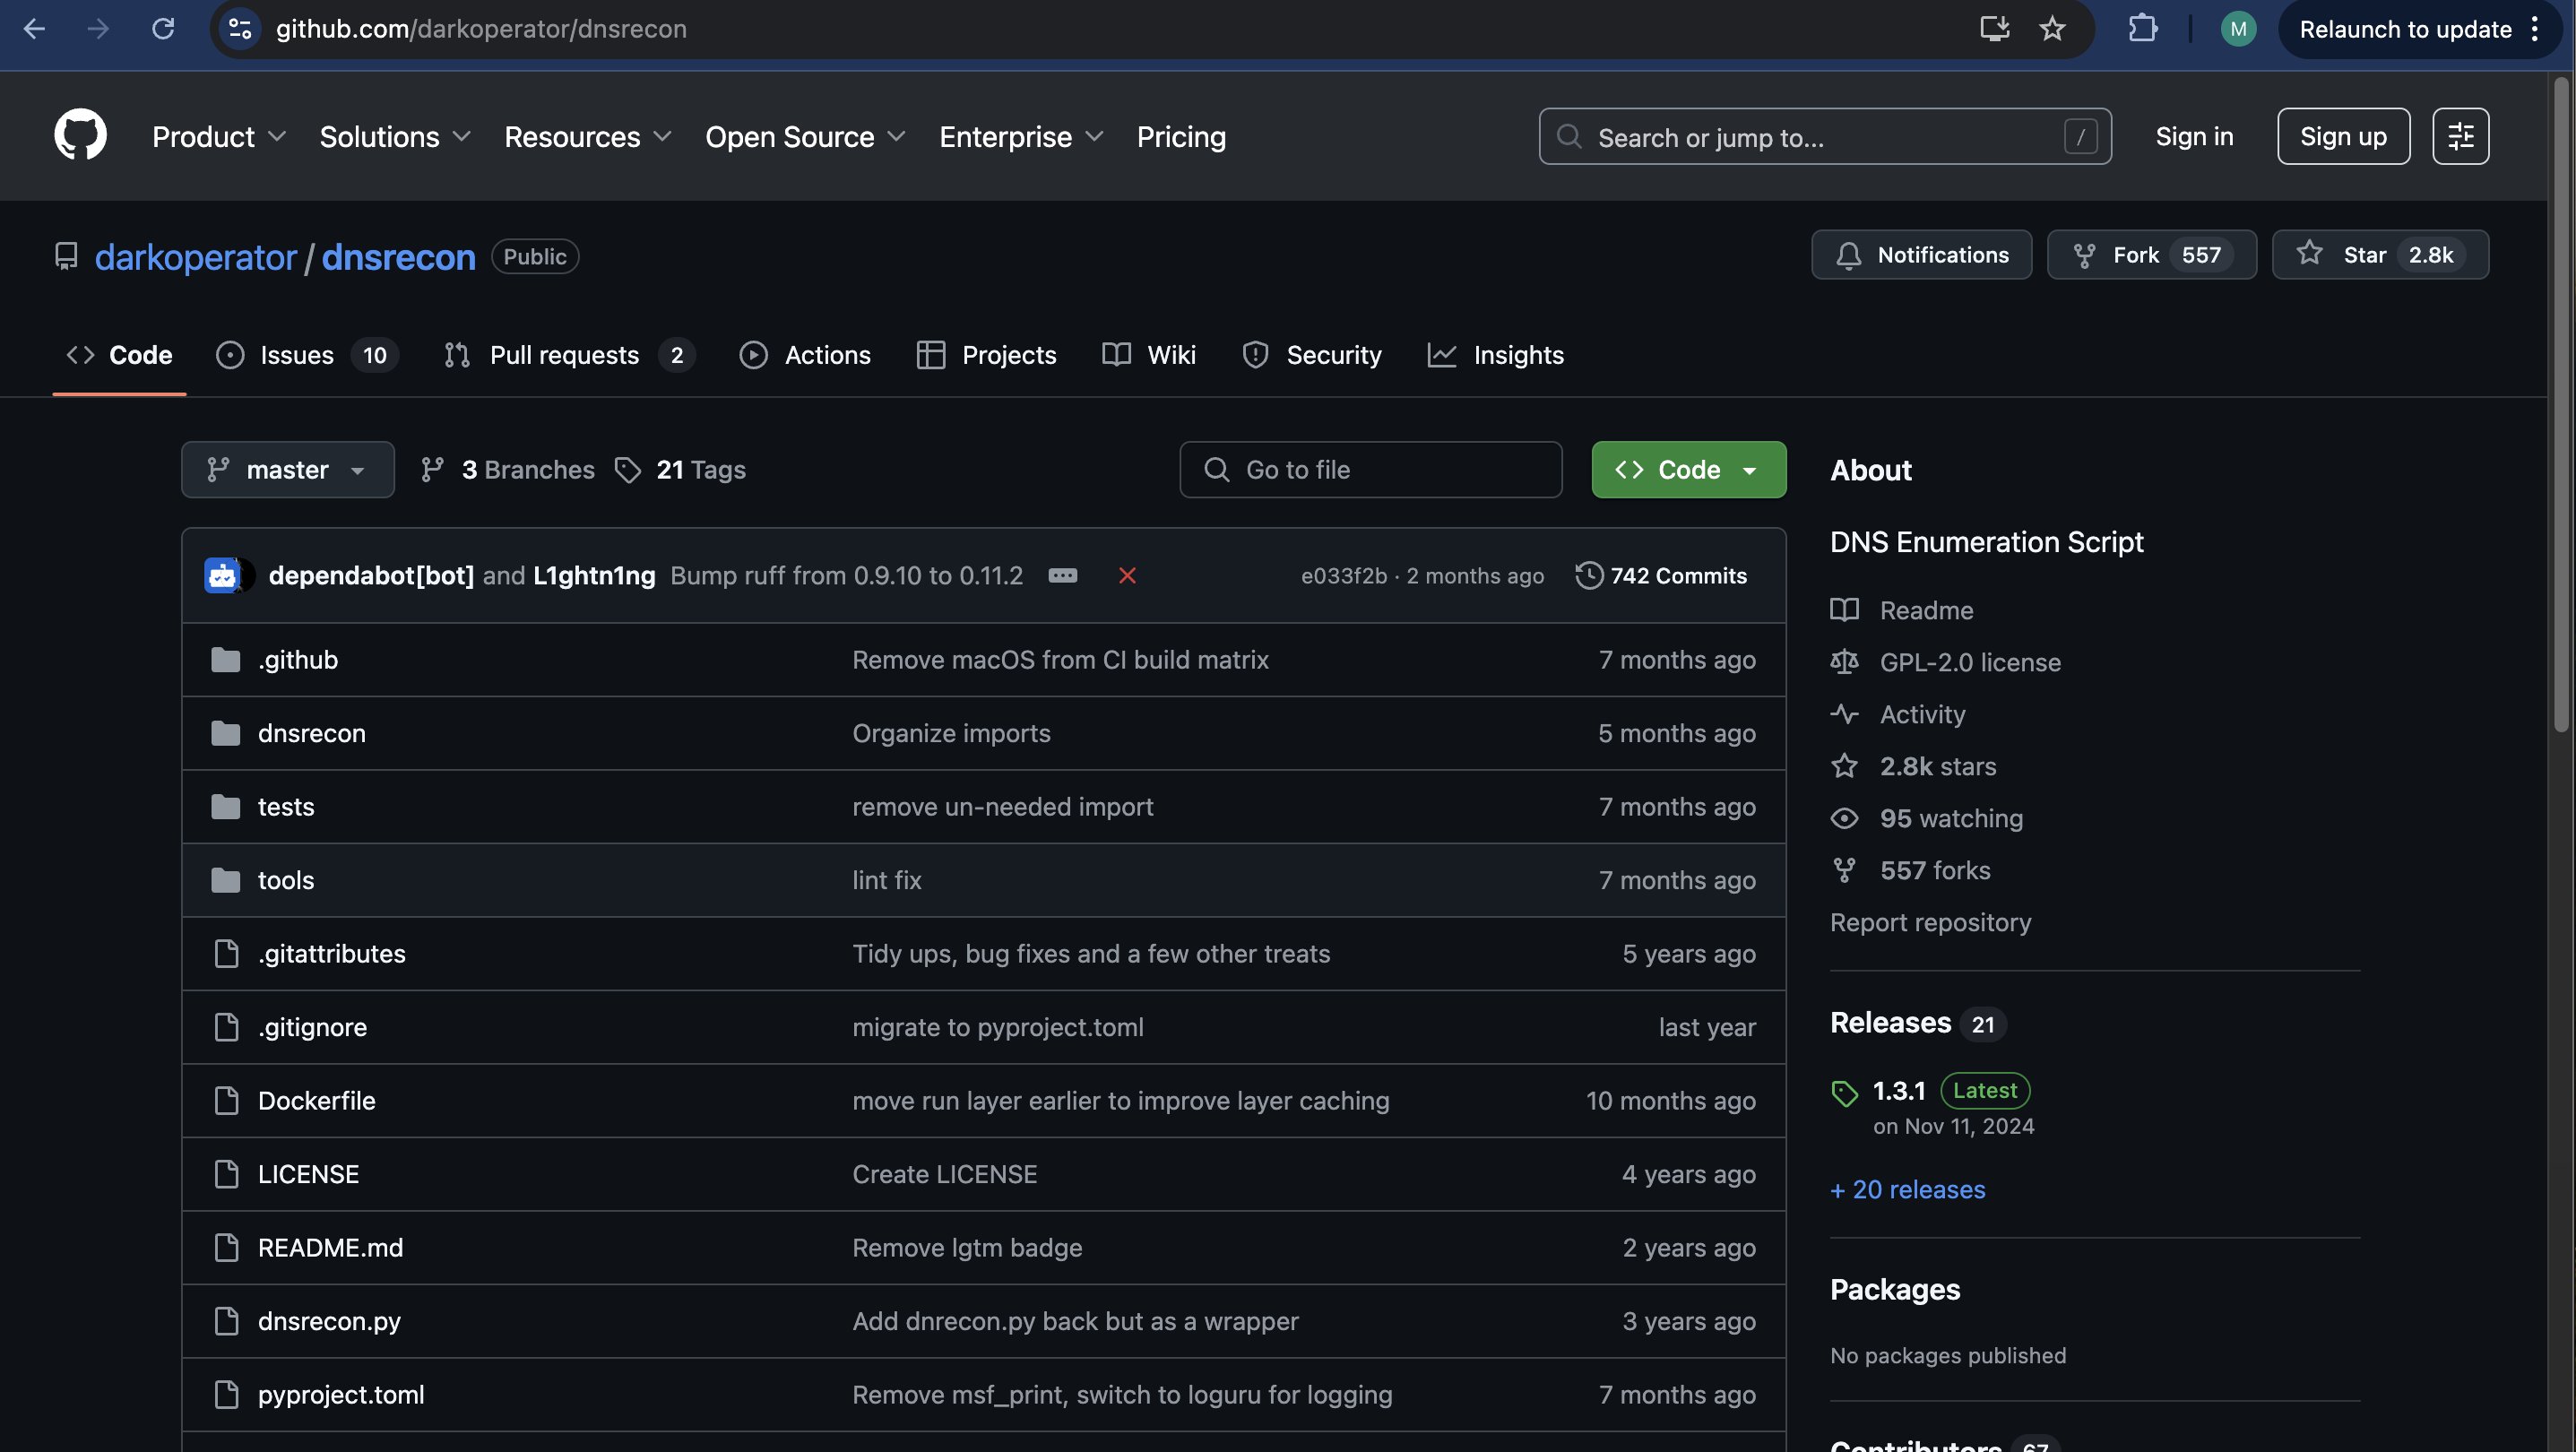 github.com/darkoperator/dnsrecon
M
Relaunch to update
Product Solutions Resources Open Source Enterprise Pricing
Search or jump to... /
Sign in
Sign up
darkoperator / dnsrecon Public
Notifications
Fork 557
Star 2.8k
Code
Issues 10
Pull requests 2
Actions
Projects
Wiki
Security
Insights
master
3 Branches
21 Tags
Go to file
Code
dependabot[bot] and L1ghtn1ng Bump ruff from 0.9.10 to 0.11.2 e033f2b · 2 months ago 742 Commits
.github Remove macOS from CI build matrix 7 months ago
dnsrecon Organize imports 5 months ago
tests remove un-needed import 7 months ago
tools lint fix 7 months ago
.gitattributes Tidy ups, bug fixes and a few other treats 5 years ago
.gitignore migrate to pyproject.toml last year
Dockerfile move run layer earlier to improve layer caching 10 months ago
LICENSE Create LICENSE 4 years ago
README.md Remove lgtm badge 2 years ago
dnsrecon.py Add dnrecon.py back but as a wrapper 3 years ago
pyproject.toml Remove msf_print, switch to loguru for logging 7 months ago
About
DNS Enumeration Script
Readme
GPL-2.0 license
Activity
2.8k stars
95 watching
557 forks
Report repository
Releases 21
1.3.1 Latest
on Nov 11, 2024
+ 20 releases
Packages
No packages published
Contributors 67